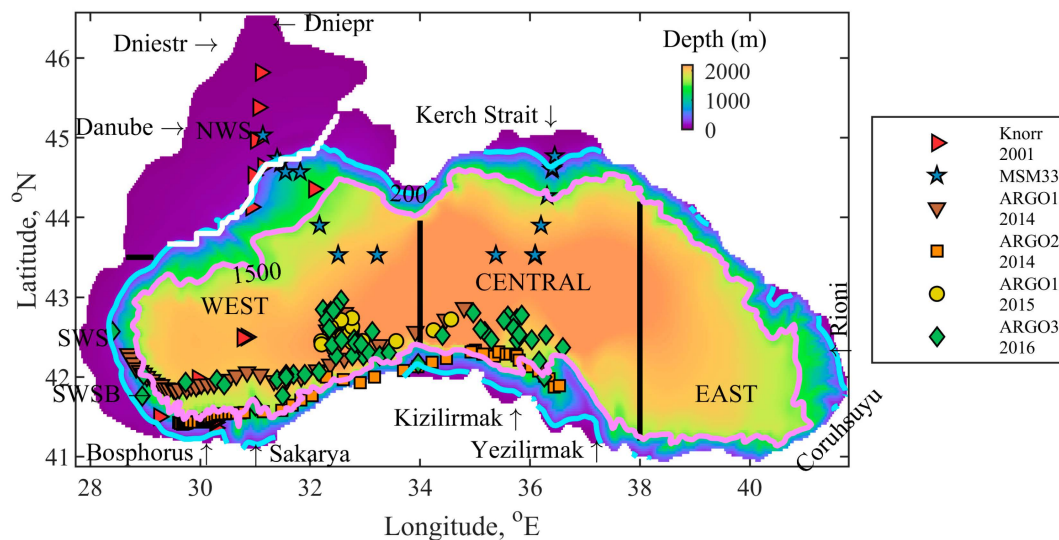 Dniepr
Dniestr
Depth (m)
2000
1000
0
Danube
NWS
Kerch Strait
200
1500
WEST
CENTRAL
EAST
SWS
SWSB
Rioni
Kizilirmak
Yezilirmak
Coruhsuyu
Bosphorus
Sakarya
46
45
44
43
42
41
Latitude, °N
28
30
32
34
36
38
40
Longitude, °E
Knorr
2001
MSM33
ARGO1
2014
ARGO2
2014
ARGO1
2015
ARGO3
2016